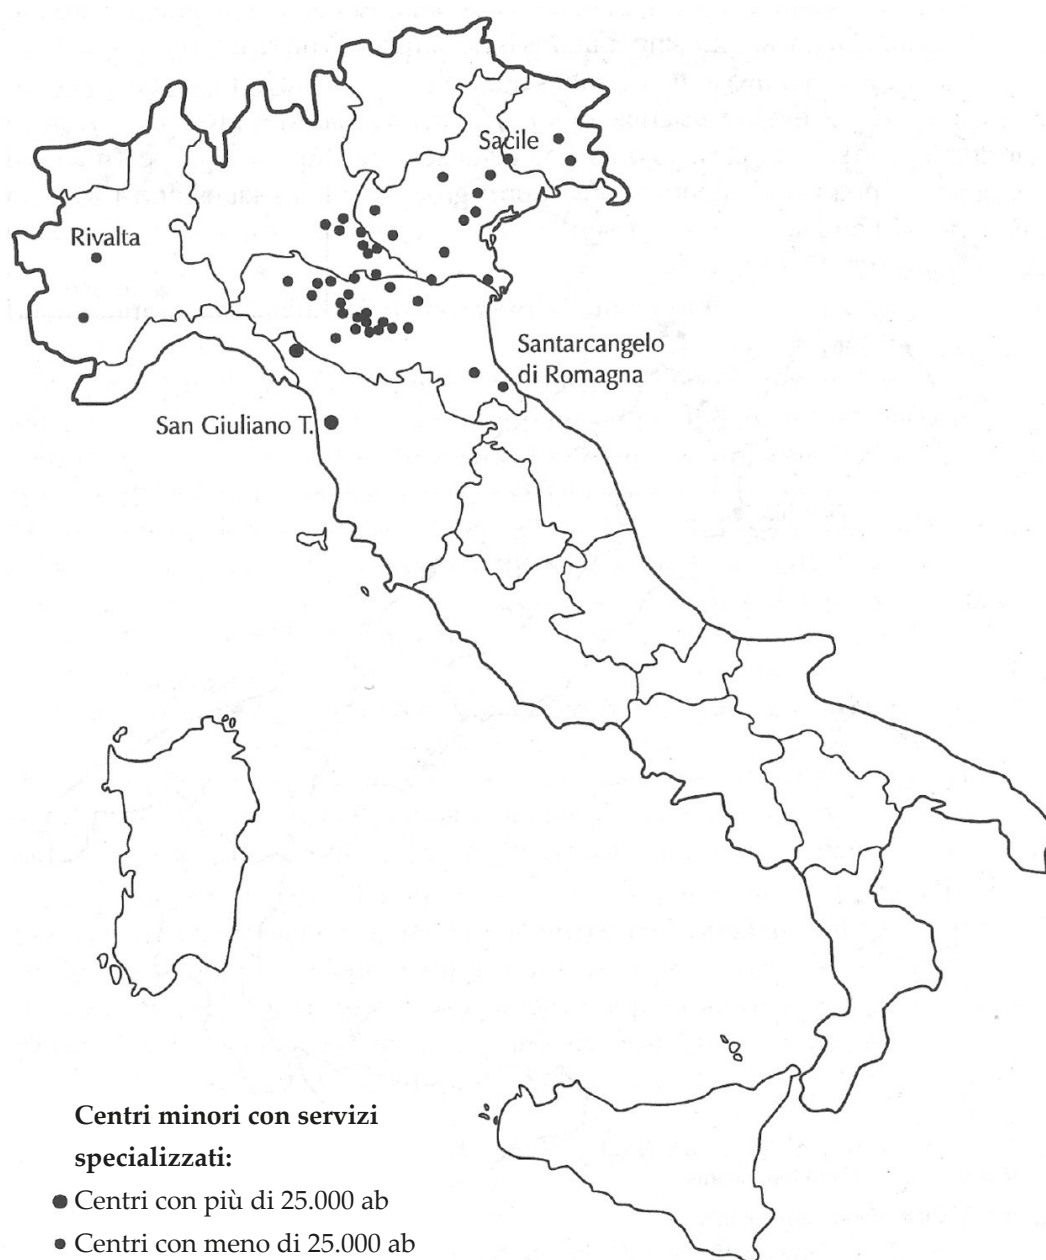 Sacile
Rivalta
Santarcangelo
di Romagna
San Giuliano T.
Centri minori con servizi
specializzati:
Centri con più di 25.000 ab
Centri con meno di 25.000 ab